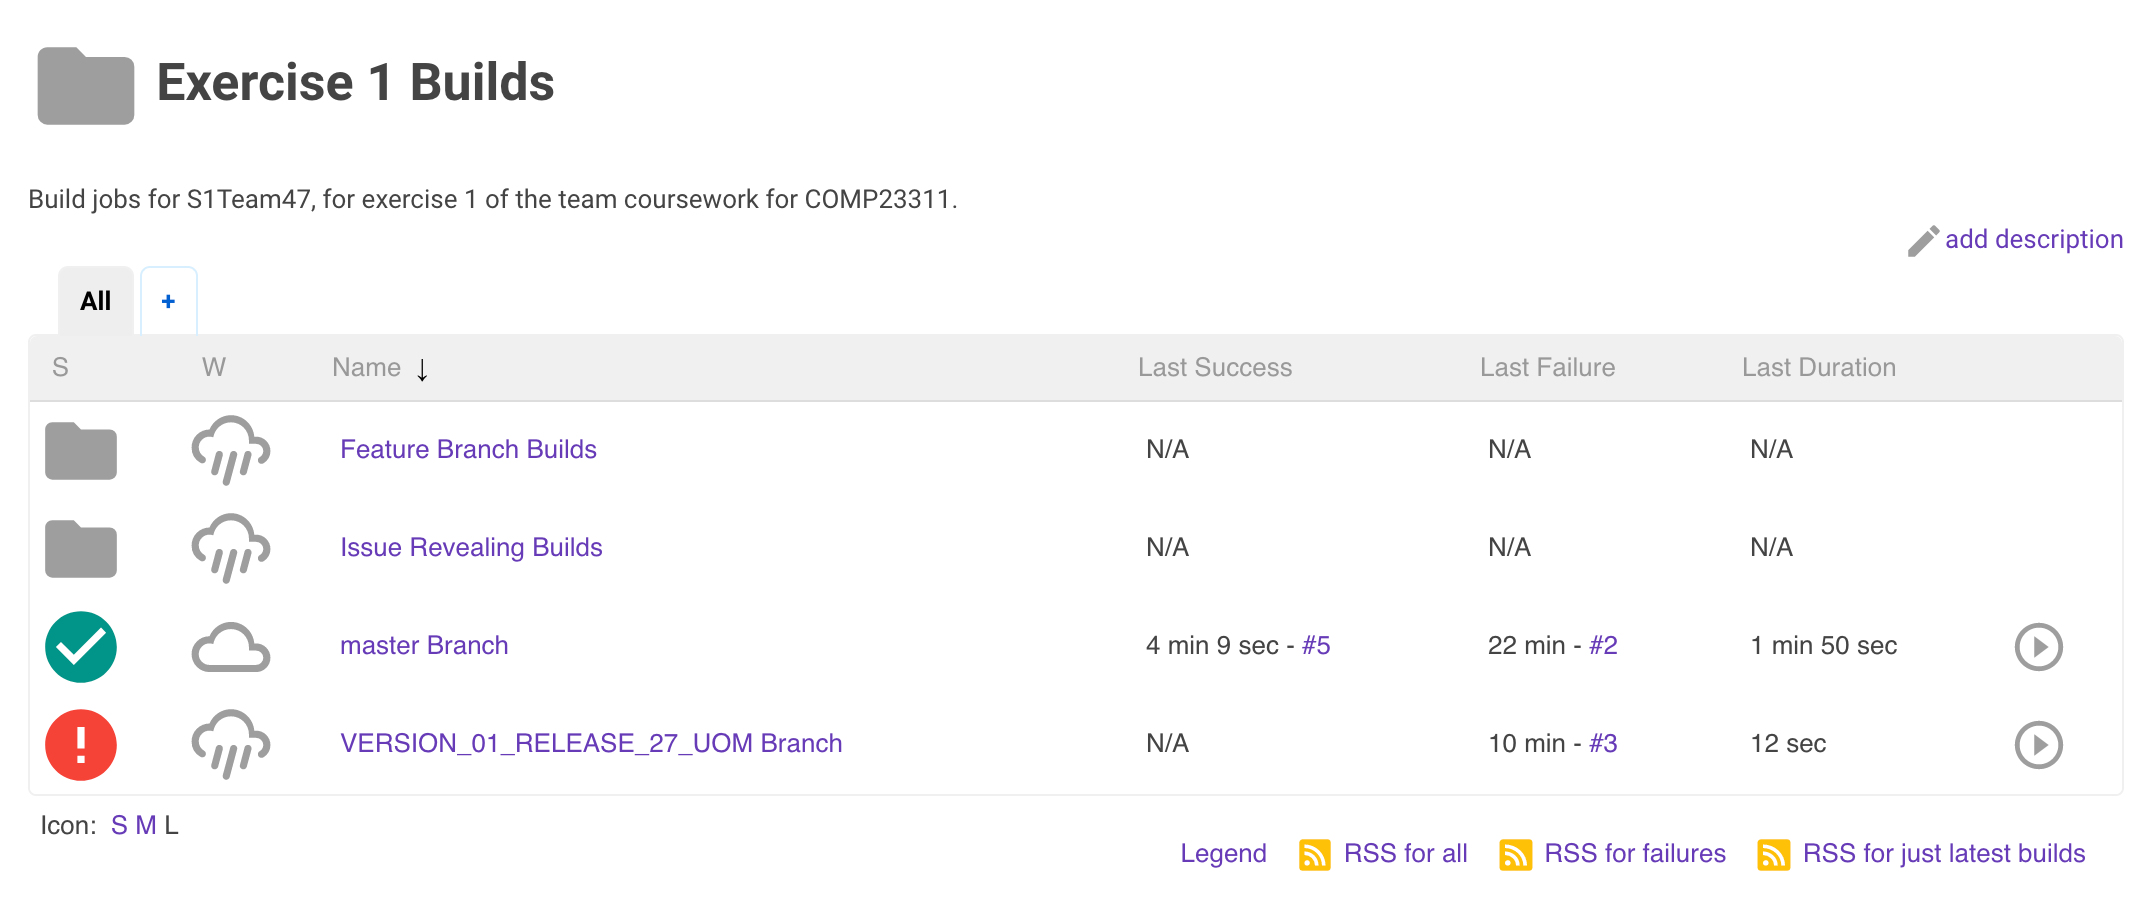 Exercise 1 Builds
Build jobs for S1Team47, for exercise 1 of the team coursework for COMP23311.
add description
All +
S W Name ↓ Last Success Last Failure Last Duration
Feature Branch Builds N/A N/A N/A
Issue Revealing Builds N/A N/A N/A
master Branch 4 min 9 sec - #5 22 min - #2 1 min 50 sec
VERSION_01_RELEASE_27_UOM Branch N/A 10 min - #3 12 sec
Icon: S M L
Legend RSS for all RSS for failures RSS for just latest builds